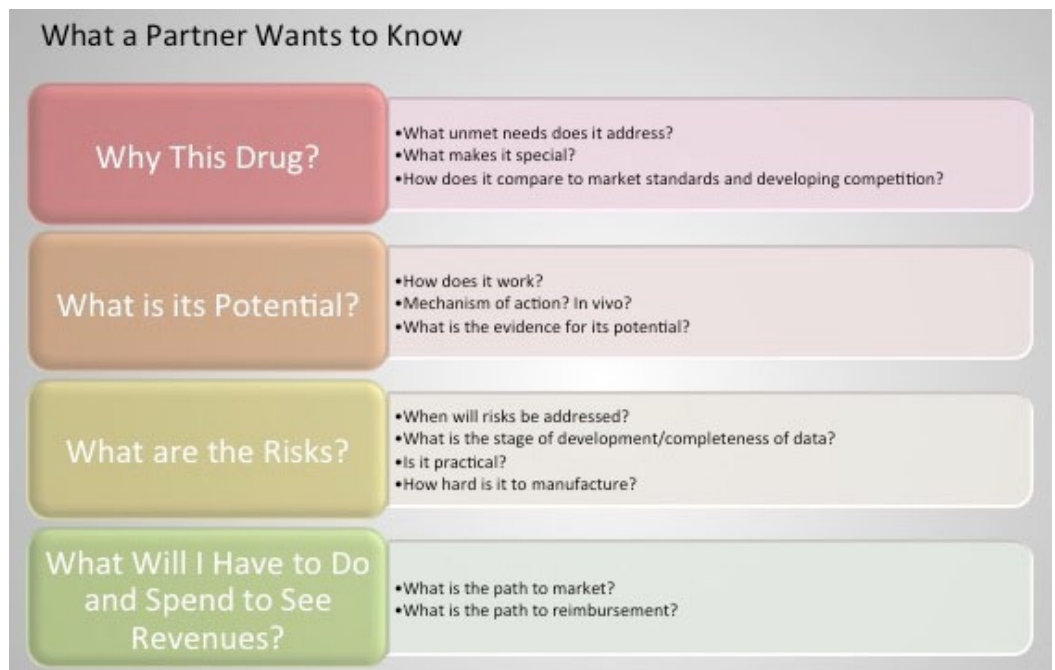 What a Partner Wants to Know
Why This Drug?
•What unmet needs does it address?
•What makes it special?
•How does it compare to market standards and developing competition?
What is its Potential?
•How does it work?
•Mechanism of action? In vivo?
•What is the evidence for its potential?
What are the Risks?
•When will risks be addressed?
•What is the stage of development/completeness of data?
•Is it practical?
•How hard is it to manufacture?
What Will I Have to Do
and Spend to See
Revenues?
•What is the path to market?
•What is the path to reimbursement?